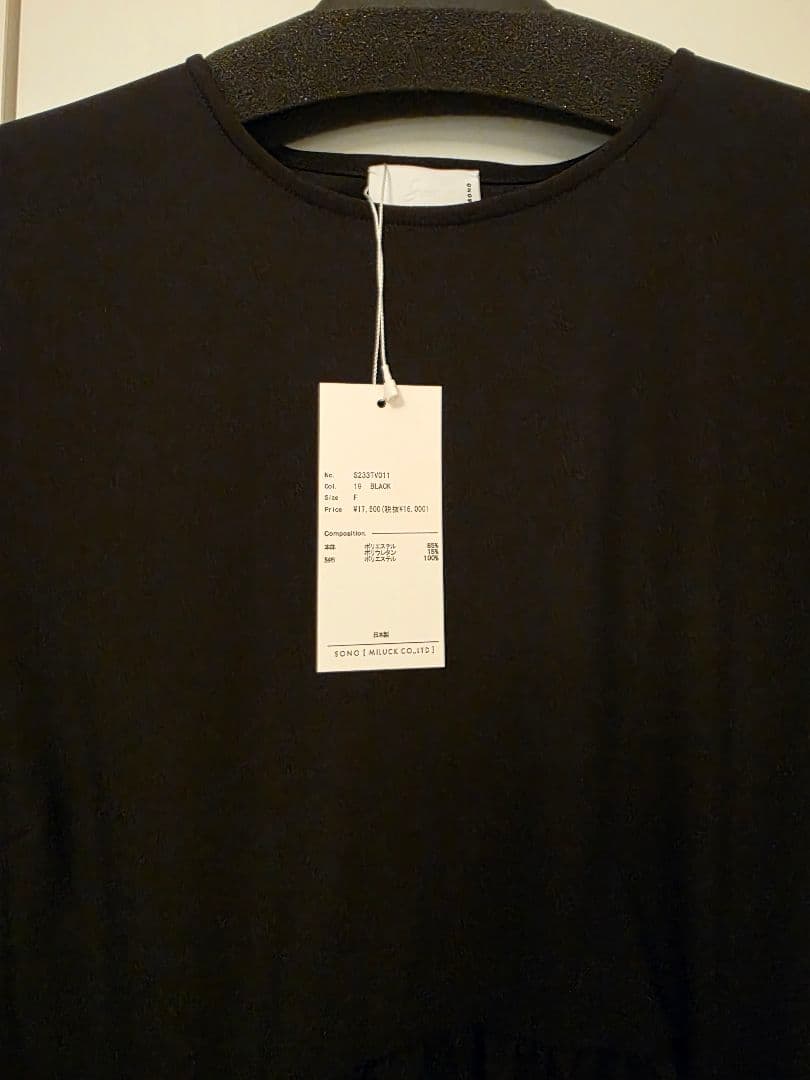 SONO
No. S233TV011
Col. 19 BLACK
Size F
Price ¥17,600(税抜¥16,000)
Composition
本体 ポリエステル 85%
ポリウレタン 15%
別布 ポリエステル 100%
日本製
SONO [ MILUCK CO.,LTD ]